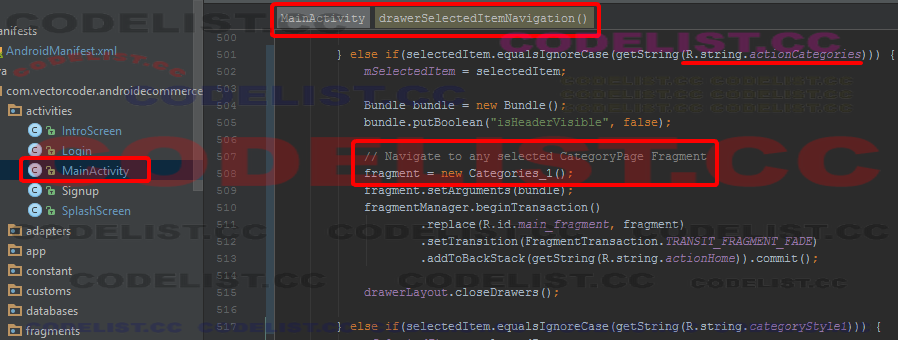 MainActivity drawerSelectedItemNavigation()
anifests
AndroidManifest.xml
va
com.vectorcoder.androidecommerce
activities
IntroScreen
Login
MainActivity
Signup
SplashScreen
adapters
app
constant
customs
databases
fragments
500
501 } else if(selectedItem.equalsIgnoreCase(getString(R.string.actionCategories))) {
502 mSelectedItem = selectedItem;
503
504 Bundle bundle = new Bundle();
505 bundle.putBoolean("isHeaderVisible", false);
506
507 // Navigate to any selected CategoryPage Fragment
508 fragment = new Categories_1();
509 fragment.setArguments(bundle);
510 fragmentManager.beginTransaction()
511 .replace(R.id.main_fragment, fragment)
512 .setTransition(FragmentTransaction.TRANSIT_FRAGMENT_FADE)
513 .addToBackStack(getString(R.string.actionHome)).commit();
514
515 drawerLayout.closeDrawers();
517 } else if(selectedItem.equalsIgnoreCase(getString(R.string.categoryStyle1))) {
CODELIST.CC
CODELIST.CC
CODELIST.CC
CODELIST.CC
CODELIST.CC
CODELIST.CC
CODELIST.CC
CODELIST.CC
CODELIST.CC
CODELIST.CC
CODELIST.CC